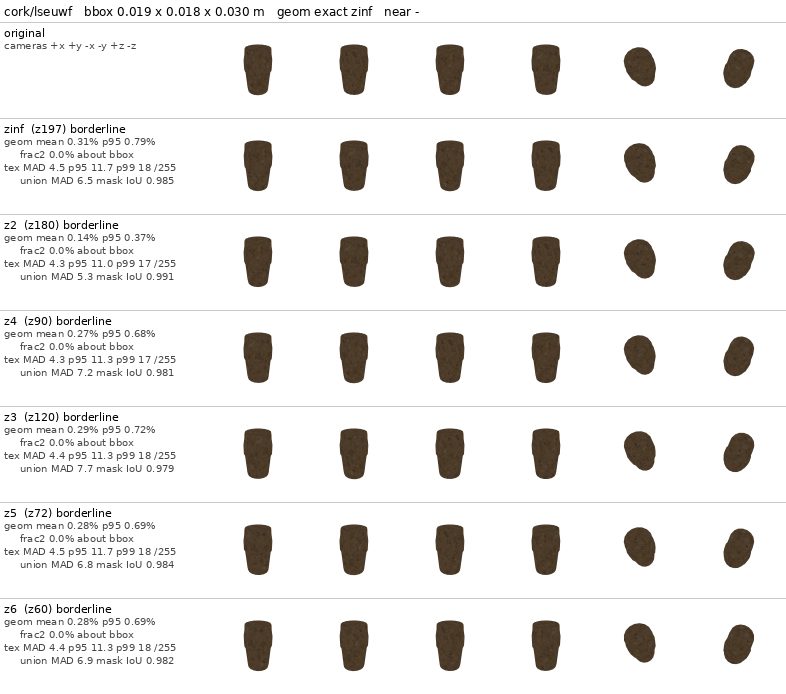 cork/lseuwf   bbox 0.019 x 0.018 x 0.030 m   geom exact zinf   near -
original
cameras +x +y -x -y +z -z
zinf  (z197) borderline
geom mean 0.31% p95 0.79%
frac2 0.0% about bbox
tex MAD 4.5 p95 11.7 p99 18 /255
union MAD 6.5 mask IoU 0.985
z2  (z180) borderline
geom mean 0.14% p95 0.37%
frac2 0.0% about bbox
tex MAD 4.3 p95 11.0 p99 17 /255
union MAD 5.3 mask IoU 0.991
z4  (z90) borderline
geom mean 0.27% p95 0.68%
frac2 0.0% about bbox
tex MAD 4.3 p95 11.3 p99 17 /255
union MAD 7.2 mask IoU 0.981
z3  (z120) borderline
geom mean 0.29% p95 0.72%
frac2 0.0% about bbox
tex MAD 4.4 p95 11.3 p99 18 /255
union MAD 7.7 mask IoU 0.979
z5  (z72) borderline
geom mean 0.28% p95 0.69%
frac2 0.0% about bbox
tex MAD 4.5 p95 11.7 p99 18 /255
union MAD 6.8 mask IoU 0.984
z6  (z60) borderline
geom mean 0.28% p95 0.69%
frac2 0.0% about bbox
tex MAD 4.4 p95 11.3 p99 18 /255
union MAD 6.9 mask IoU 0.982